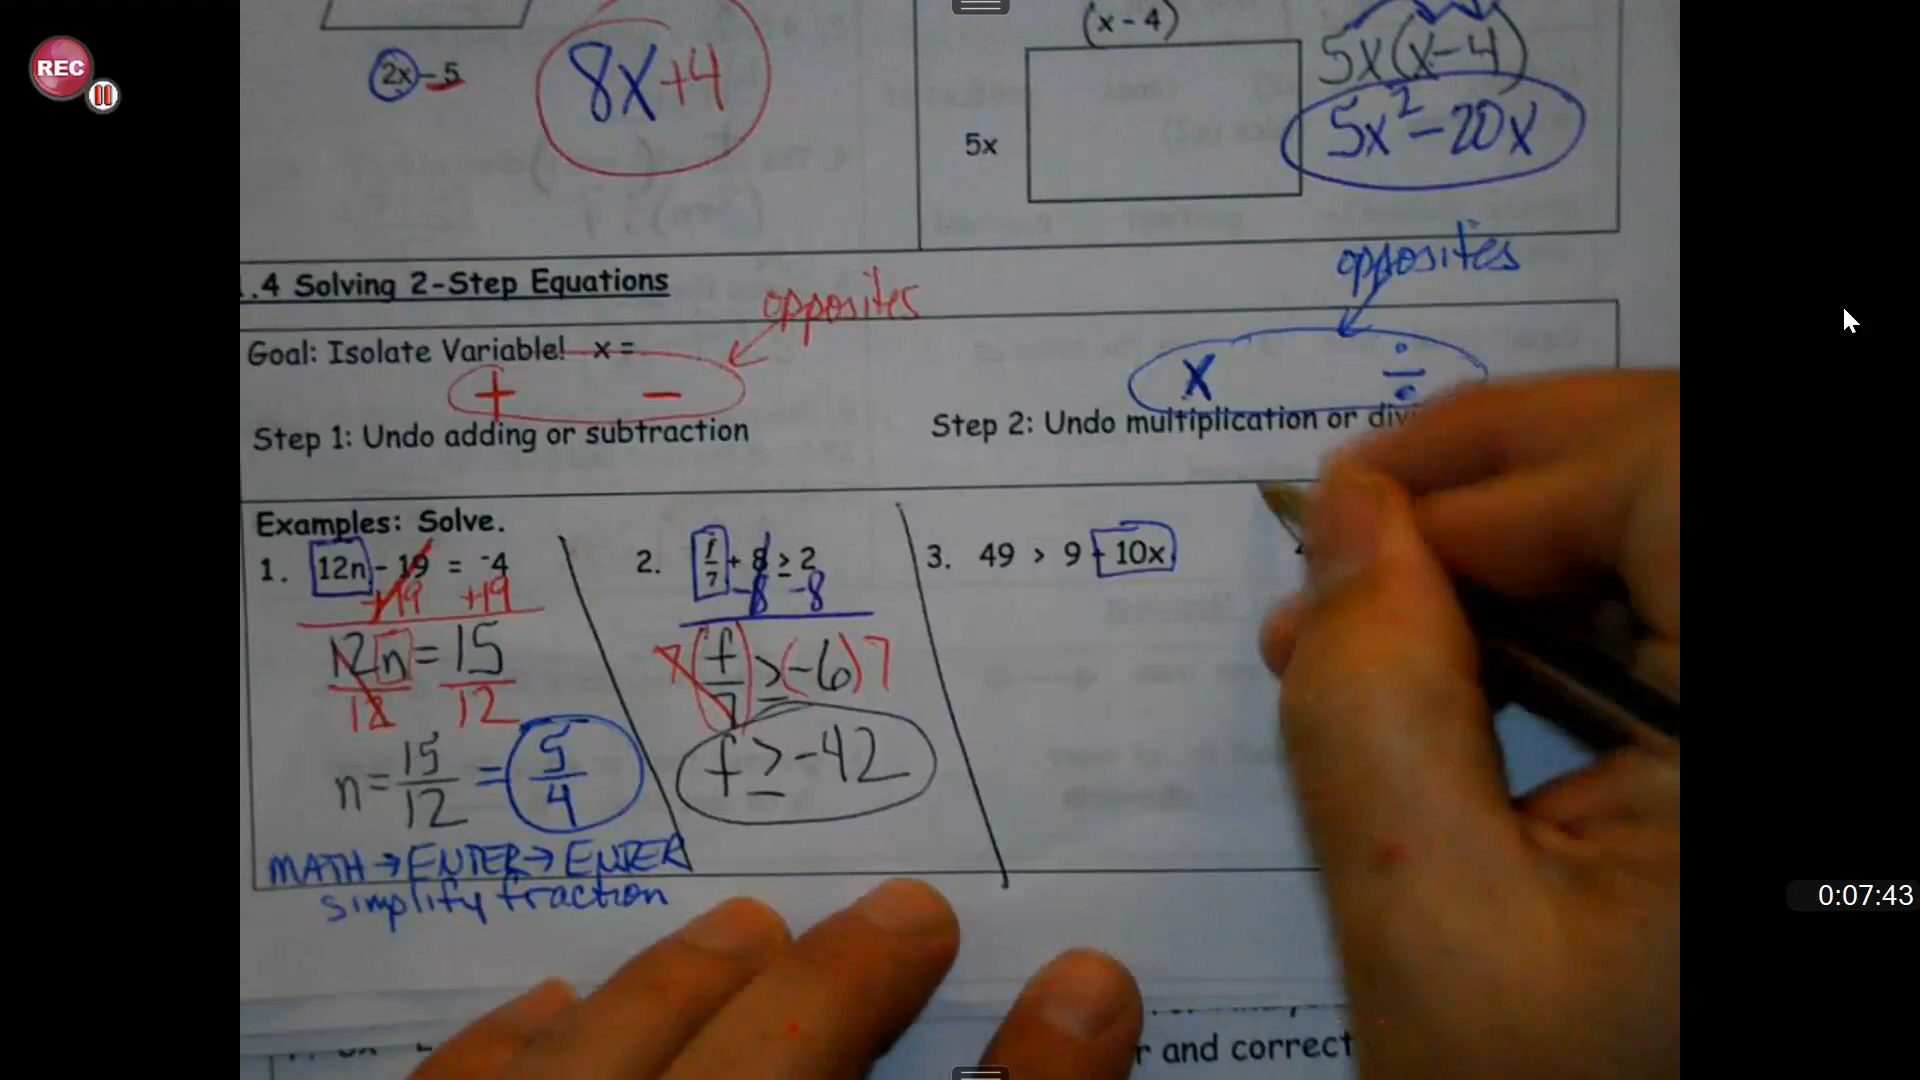 REC
2x - 5
8x+4
(x - 4)
5x
5x(x-4)
5x²-20x
.4 Solving 2-Step Equations
opposites
opposites
Goal: Isolate Variable!   x =
+ −
x ÷
Step 1: Undo adding or subtraction
Step 2: Undo multiplication or
Examples: Solve.
1. 12n - 19 = ⁻4
+19 +19
12n = 15
12 12
n = 15/12 = 5/4
MATH → ENTER → ENTER
simplify fraction
2. f/7 + 8 ≥ 2
-8 -8
7(f/7) ≥ (-6)7
f ≥ -42
3. 49 > 9 - 10x
and correct
0:07:43